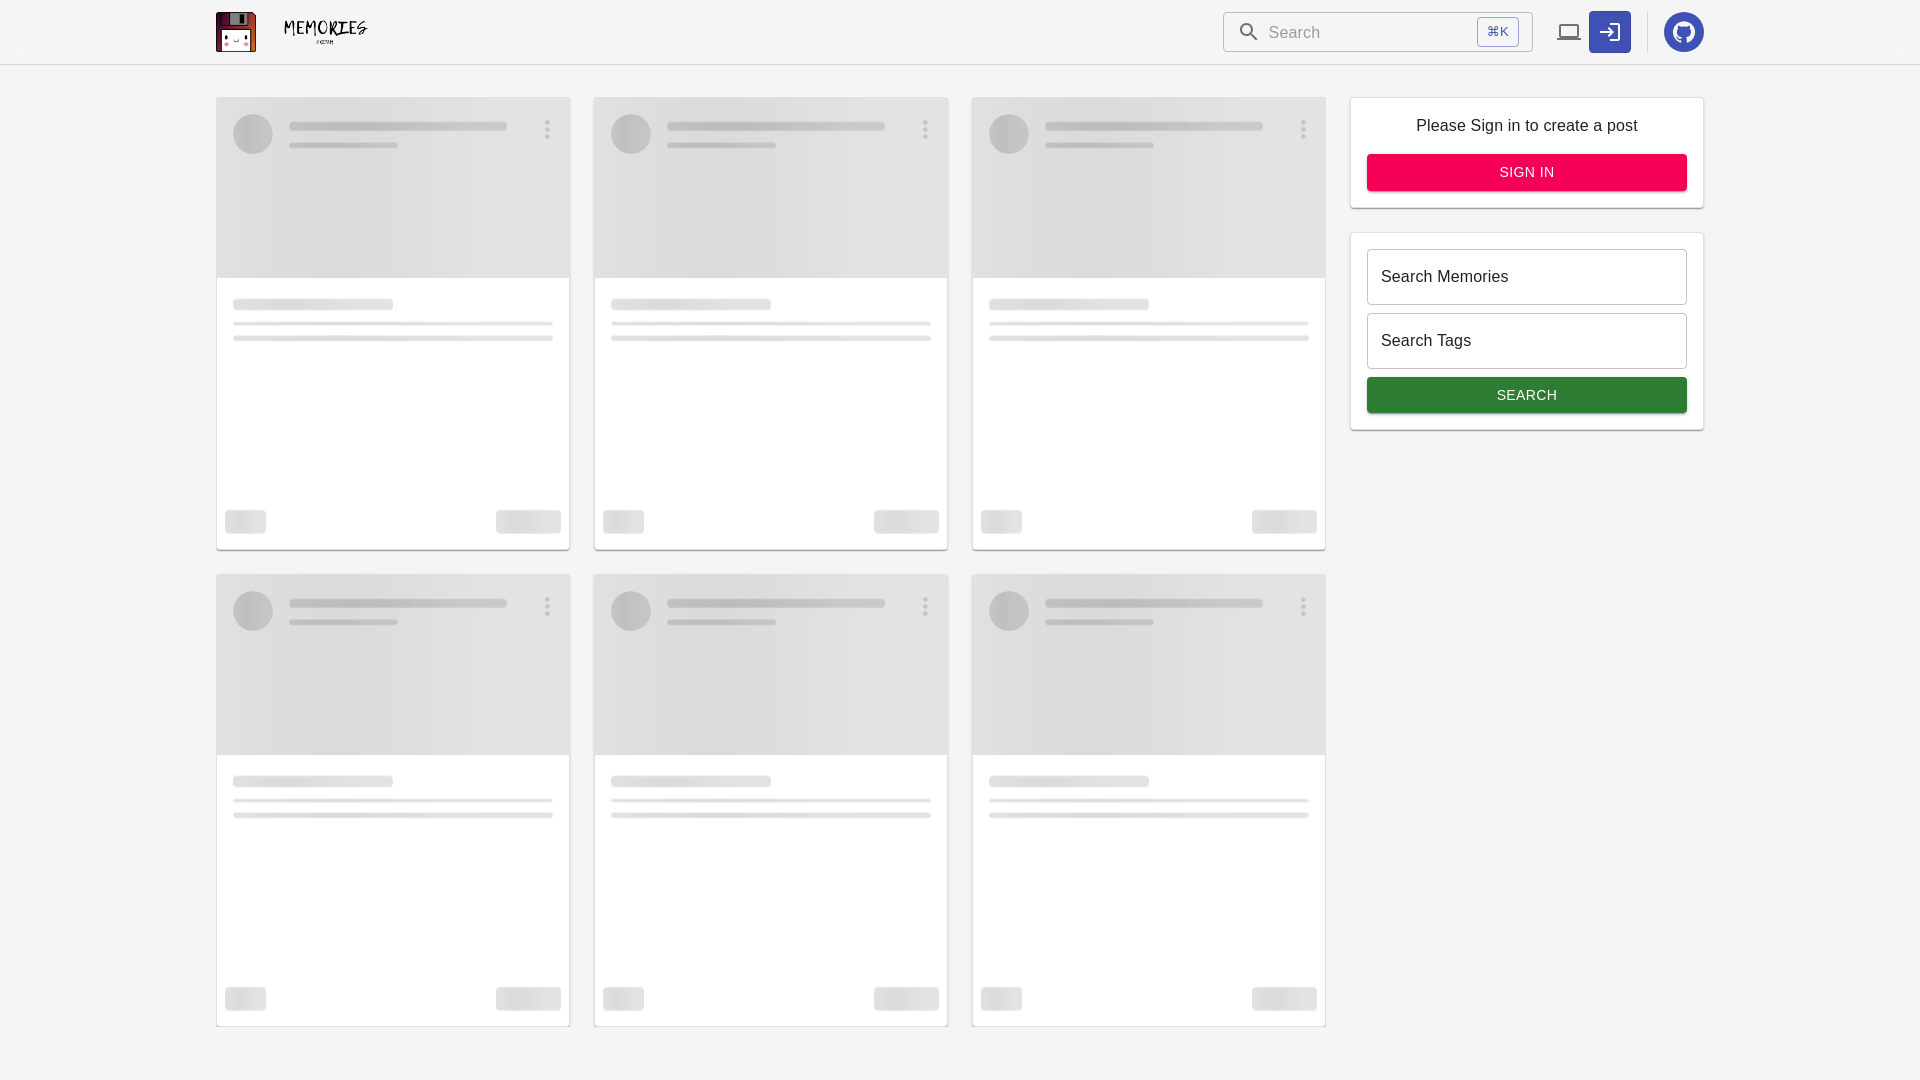 MEMORIES
Search
⌘K
Please Sign in to create a post
SIGN IN
Search Memories
Search Tags
SEARCH